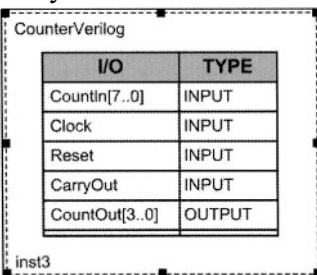 CounterVerilog
I/O TYPE
CountIn[7..0] INPUT
Clock INPUT
Reset INPUT
CarryOut INPUT
CountOut[3..0] OUTPUT
inst3